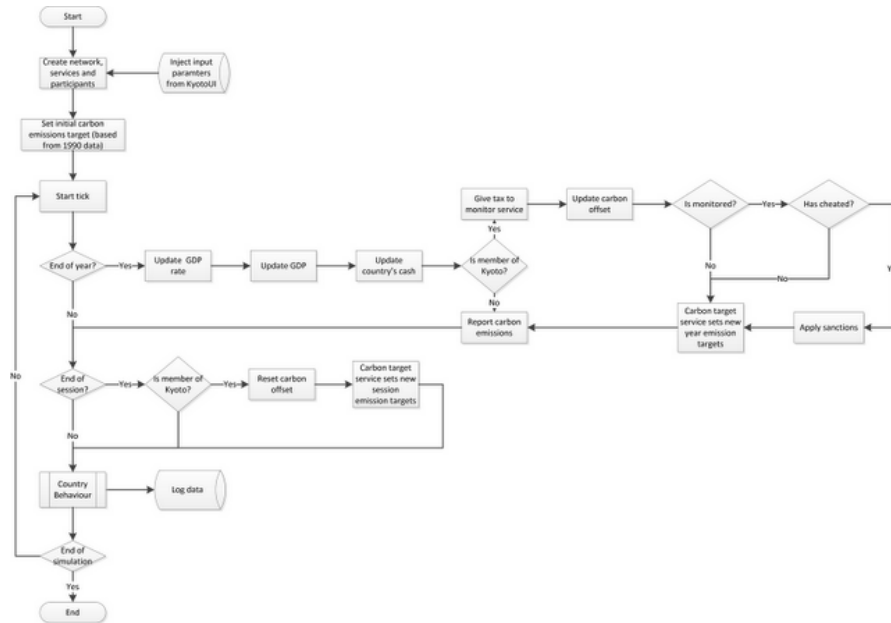 Start
Create network,
services and
participants
Inject input
paramters
from KyotoUI
Set initial carbon
emissions target (based
from 1990 data)
Start tick
Give tax to
monitor service
Update carbon
offset
Is monitored?
Yes
Has cheated?
Yes
End of year?
Yes
Update GDP
rate
Update GDP
Update
country's cash
Is member of
Kyoto?
No
No
No
No
Report carbon
emissions
Carbon target
service sets new
year emission
targets
Apply sanctions
No
End of
session?
Yes
Is member of
Kyoto?
Yes
Reset carbon
offset
Carbon target
service sets new
session
emission targets
No
Country
Behaviour
Log data
End of
simulation
Yes
End